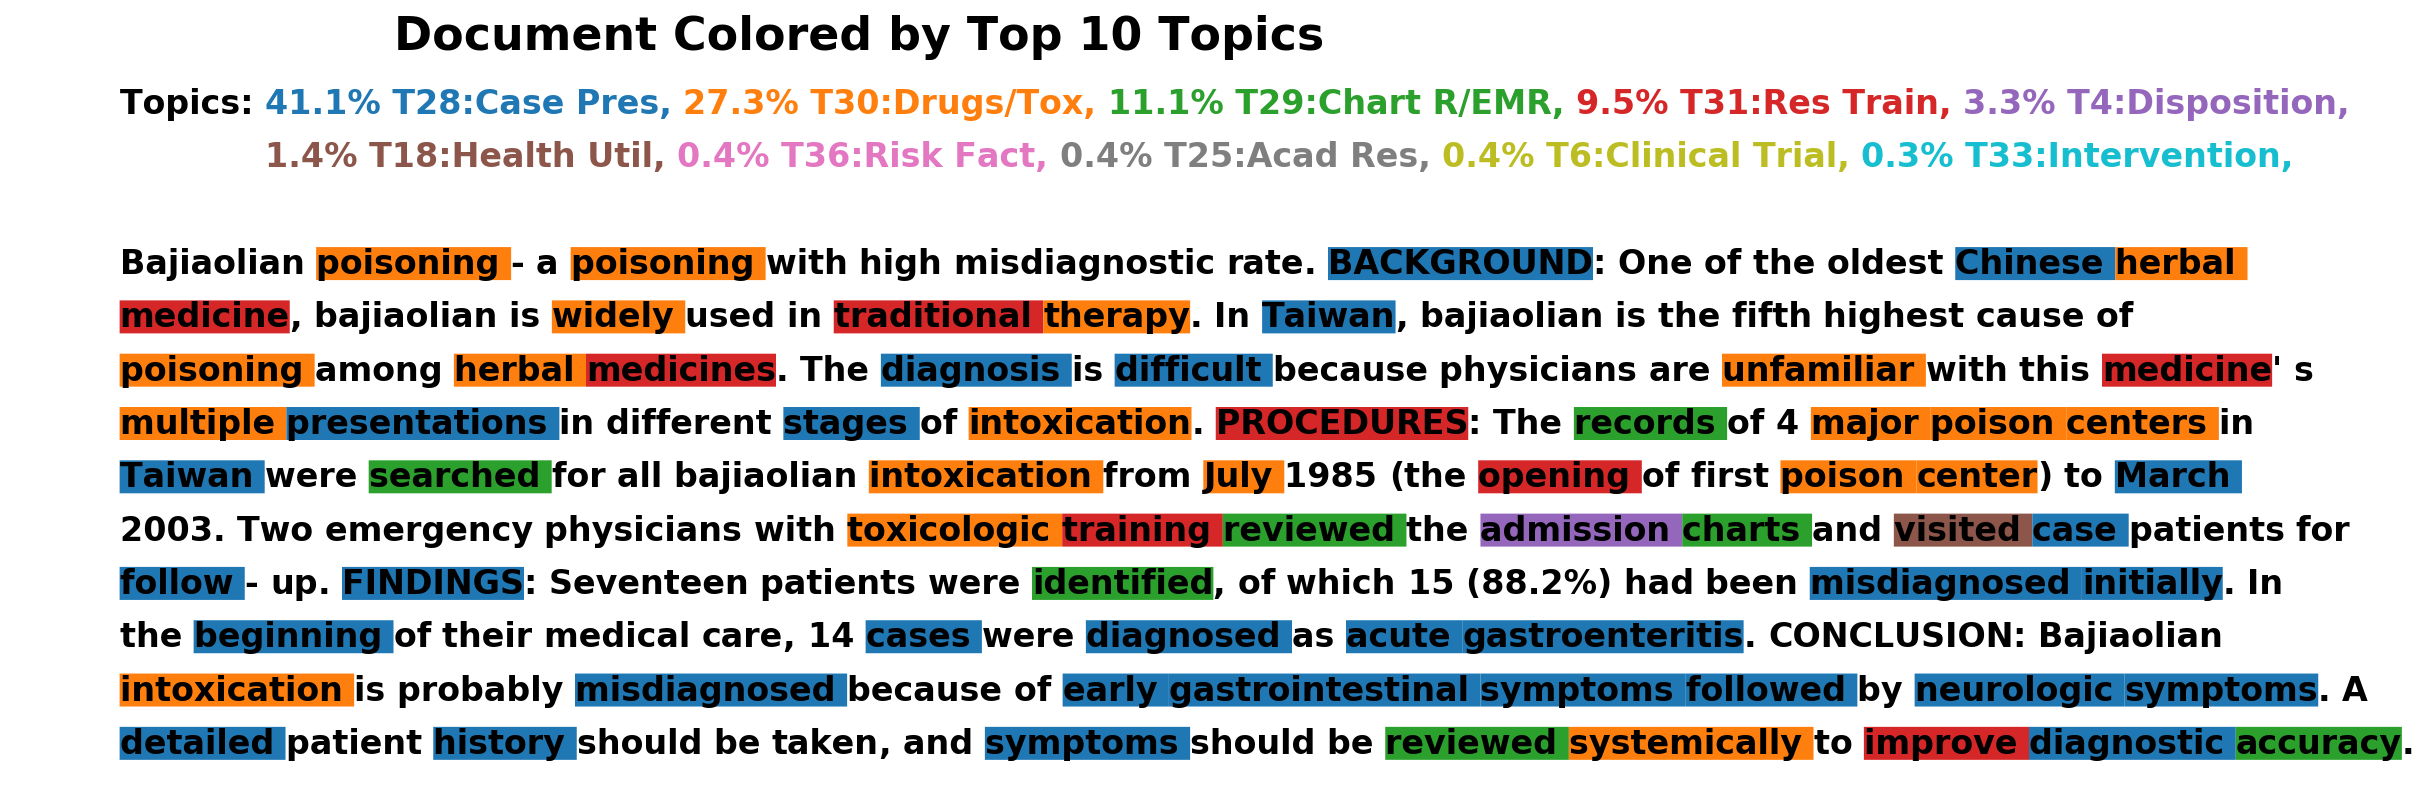 Document Colored by Top 10 Topics
Topics: 41.1% T28:Case Pres, 27.3% T30:Drugs/Tox, 11.1% T29:Chart R/EMR, 9.5% T31:Res Train, 3.3% T4:Disposition,
1.4% T18:Health Util, 0.4% T36:Risk Fact, 0.4% T25:Acad Res, 0.4% T6:Clinical Trial, 0.3% T33:Intervention,
Bajiaolian poisoning - a poisoning with high misdiagnostic rate. BACKGROUND: One of the oldest Chinese herbal
medicine, bajiaolian is widely used in traditional therapy. In Taiwan, bajiaolian is the fifth highest cause of
poisoning among herbal medicines. The diagnosis is difficult because physicians are unfamiliar with this medicine' s
multiple presentations in different stages of intoxication. PROCEDURES: The records of 4 major poison centers in
Taiwan were searched for all bajiaolian intoxication from July 1985 (the opening of first poison center) to March
2003. Two emergency physicians with toxicologic training reviewed the admission charts and visited case patients for
follow - up. FINDINGS: Seventeen patients were identified, of which 15 (88.2%) had been misdiagnosed initially. In
the beginning of their medical care, 14 cases were diagnosed as acute gastroenteritis. CONCLUSION: Bajiaolian
intoxication is probably misdiagnosed because of early gastrointestinal symptoms followed by neurologic symptoms. A
detailed patient history should be taken, and symptoms should be reviewed systemically to improve diagnostic accuracy.